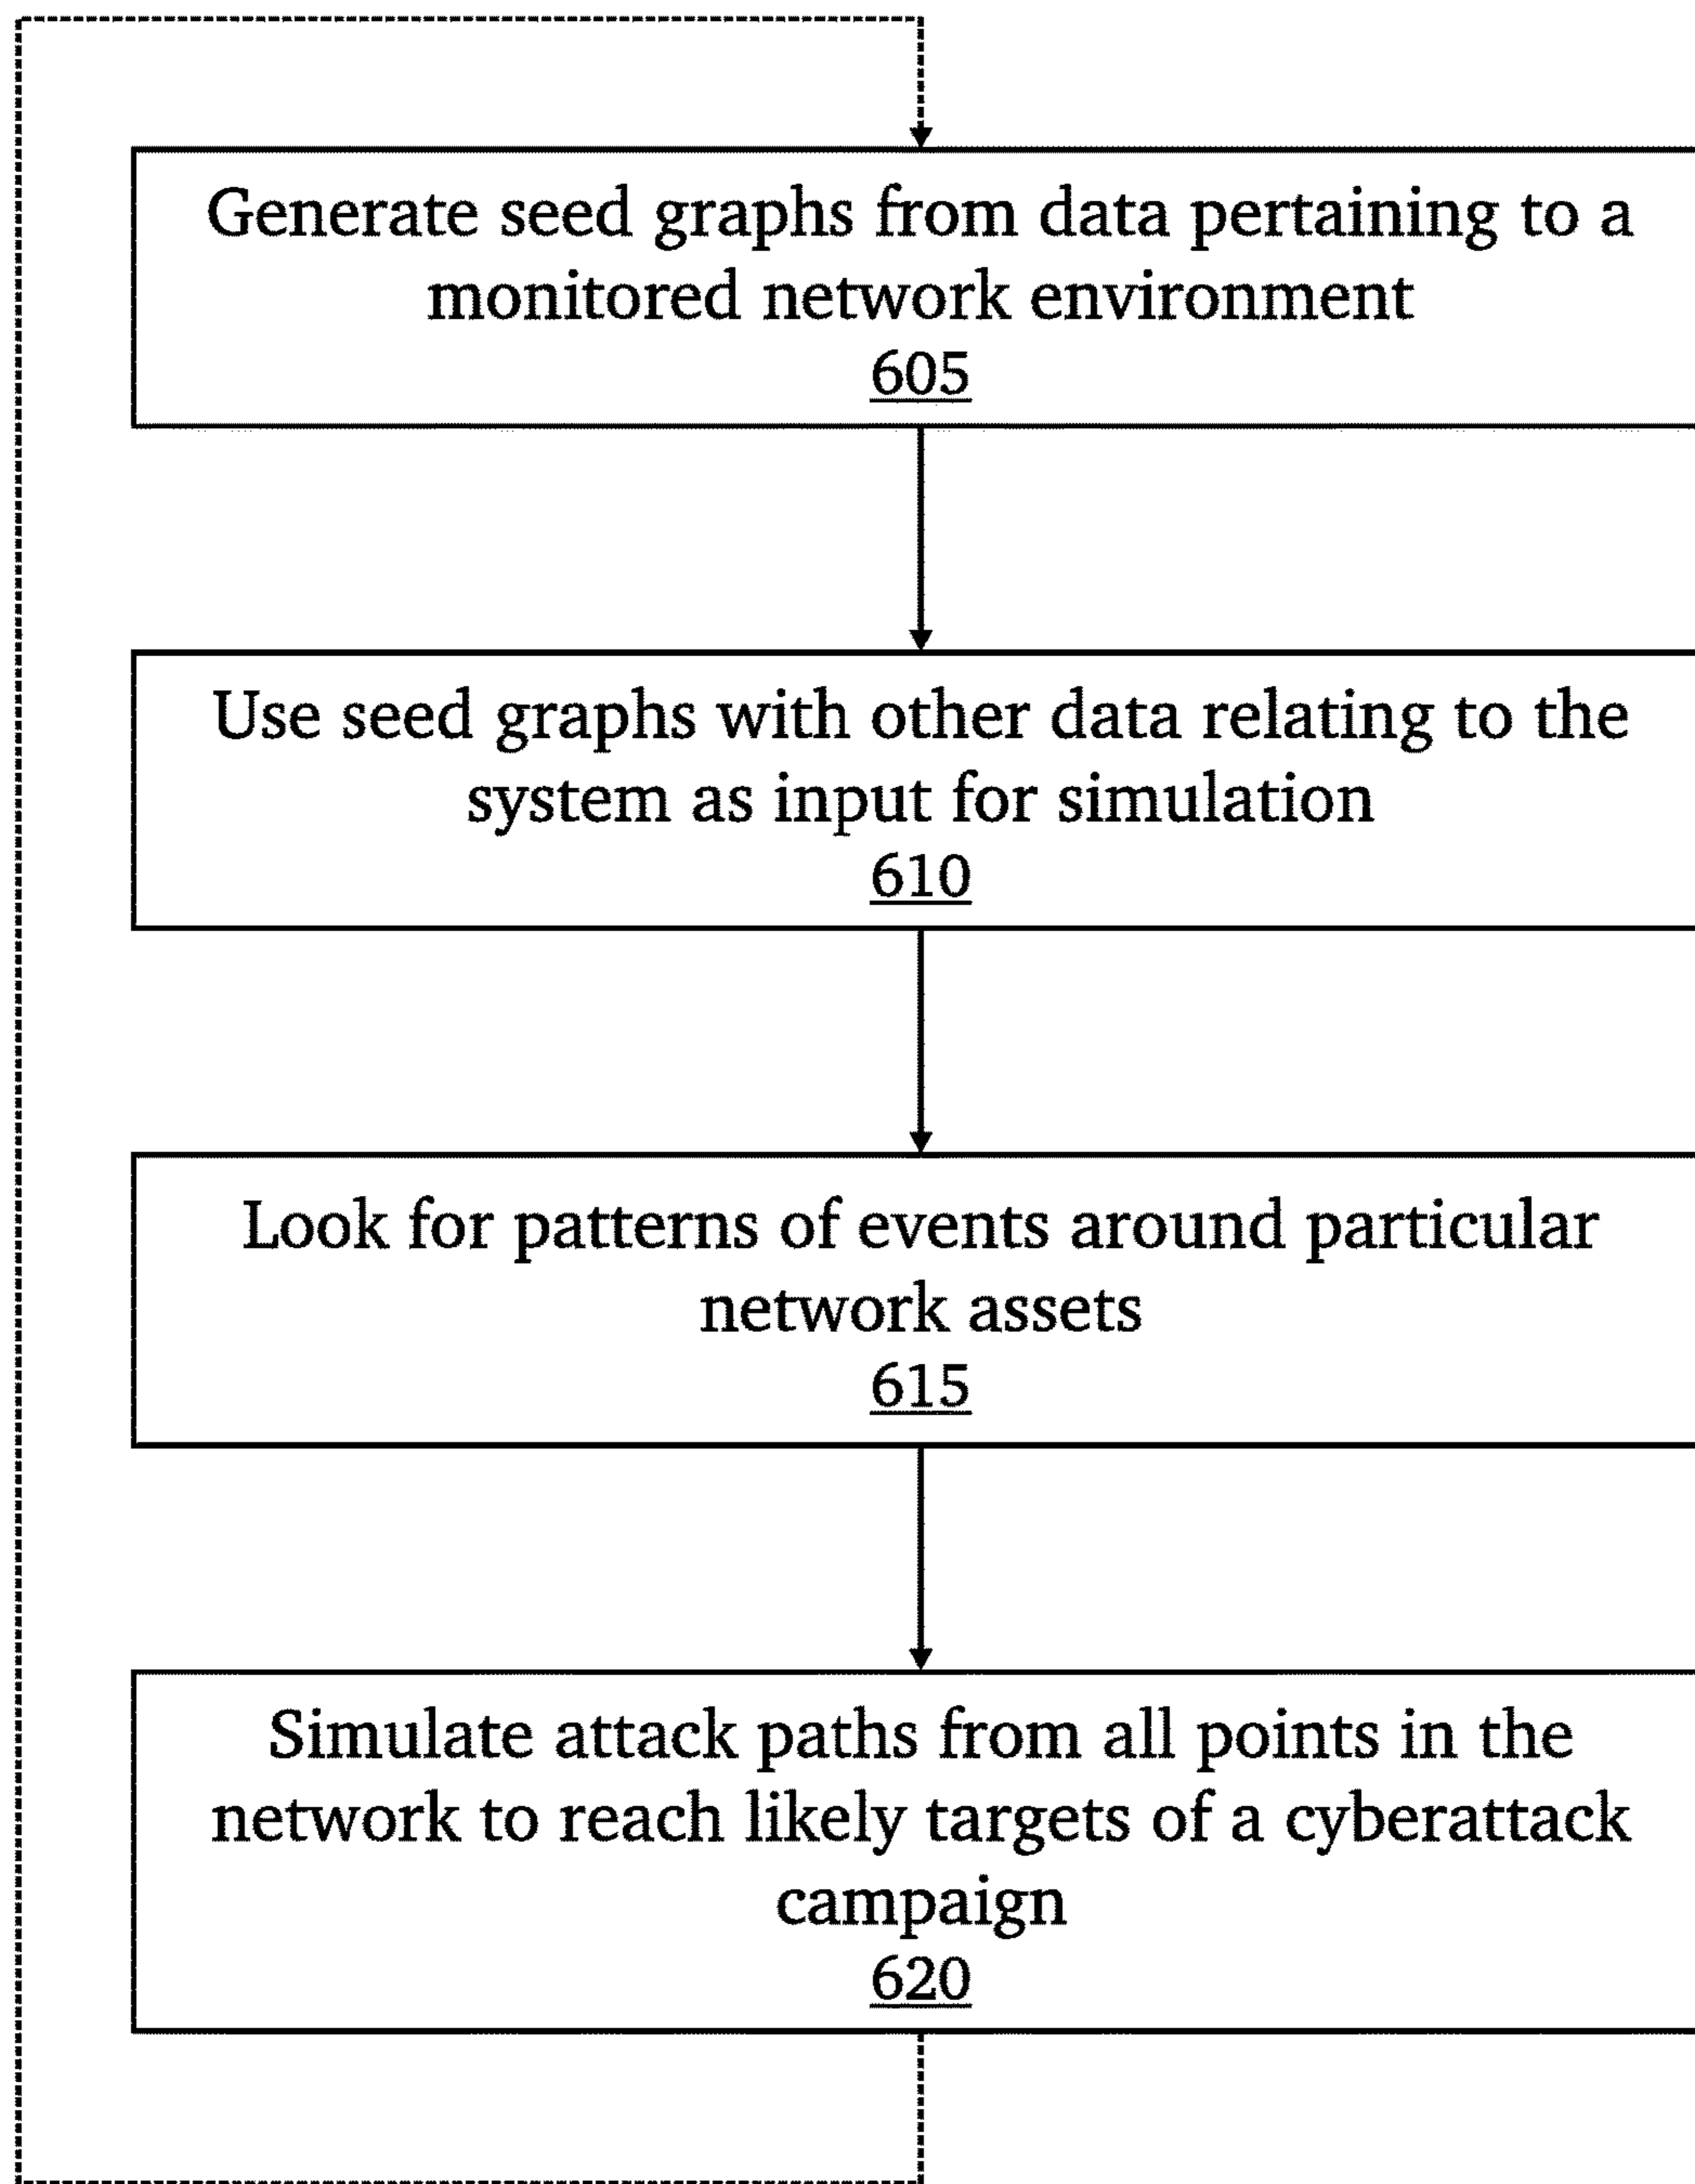 Generate seed graphs from data pertaining to a
monitored network environment
605
Use seed graphs with other data relating to the
system as input for simulation
610
Look for patterns of events around particular
network assets
615
Simulate attack paths from all points in the
network to reach likely targets of a cyberattack
campaign
620